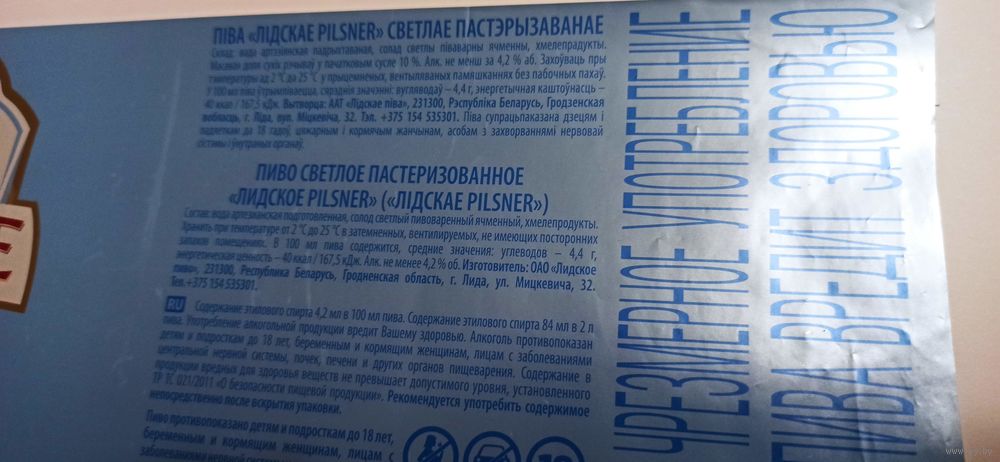 ПІВА «ЛІДСКАЕ PILSNER» СВЕТЛАЕ ПАСТЭРЫЗАВАНАЕ
Склад: вада артэзіянская падрыхтаваная, солад светлы піваварны ячменны, хмелепрадукты.
Масавая доля сухіх рэчываў у пачатковым сусле 10 %. Алк. не менш за 4,2 % аб. Захоўваць пры
тэмпературы ад 2 °С да 25 °С у прыцемненых, вентыляваных памяшканнях без пабочных пахаў.
У 100 мл піва ўтрымліваецца, сярэднія значэнні: вугляводаў – 4,4 г, энергетычная каштоўнасць –
40 ккал / 167,5 кДж. Вытворца: ААТ «Лідскае піва», 231300, Рэспубліка Беларусь, Гродзенская
вобласць, г. Ліда, вул. Міцкевіча, 32. Тэл. +375 154 535301. Піва супрацьпаказана дзецям і
падлеткам да 18 гадоў, цяжарным і кормячым жанчынам, асобам з захворваннямі нервовай
сістэмы і ўнутраных органаў.
ПИВО СВЕТЛОЕ ПАСТЕРИЗОВАННОЕ
«ЛИДСКОЕ PILSNER» («ЛІДСКАЕ PILSNER»)
Состав: вода артезианская подготовленная, солод светлый пивоваренный ячменный, хмелепродукты.
Хранить при температуре от 2 °С до 25 °С в затемненных, вентилируемых, не имеющих посторонних
запахов помещениях. В 100 мл пива содержится, средние значения: углеводов – 4,4 г,
энергетическая ценность – 40 ккал / 167,5 кДж. Алк. не менее 4,2 % об. Изготовитель: ОАО «Лидское
пиво», 231300, Республика Беларусь, Гродненская область, г. Лида, ул. Мицкевича, 32.
Тел.+375 154 535301.
RU Содержание этилового спирта 4,2 мл в 100 мл пива. Содержание этилового спирта 84 мл в 2 л
пива. Употребление алкогольной продукции вредит Вашему здоровью. Алкоголь противопоказан
детям и подросткам до 18 лет, беременным и кормящим женщинам, лицам с заболеваниями
центральной нервной системы, почек, печени и других органов пищеварения. Содержание в
продукции вредных для здоровья веществ не превышает допустимого уровня, установленного
ТР ТС 021/2011 «О безопасности пищевой продукции». Рекомендуется употребить содержимое
непосредственно после вскрытия упаковки.
Пиво противопоказано детям и подросткам до 18 лет,
беременным и кормящим женщинам, лицам с
заболеваниями нервной
ЧРЕЗМЕРНОЕ УПОТРЕБЛЕНИЕ
ПИВА ВРЕДИТ ЗДОРОВЬЮ
Е